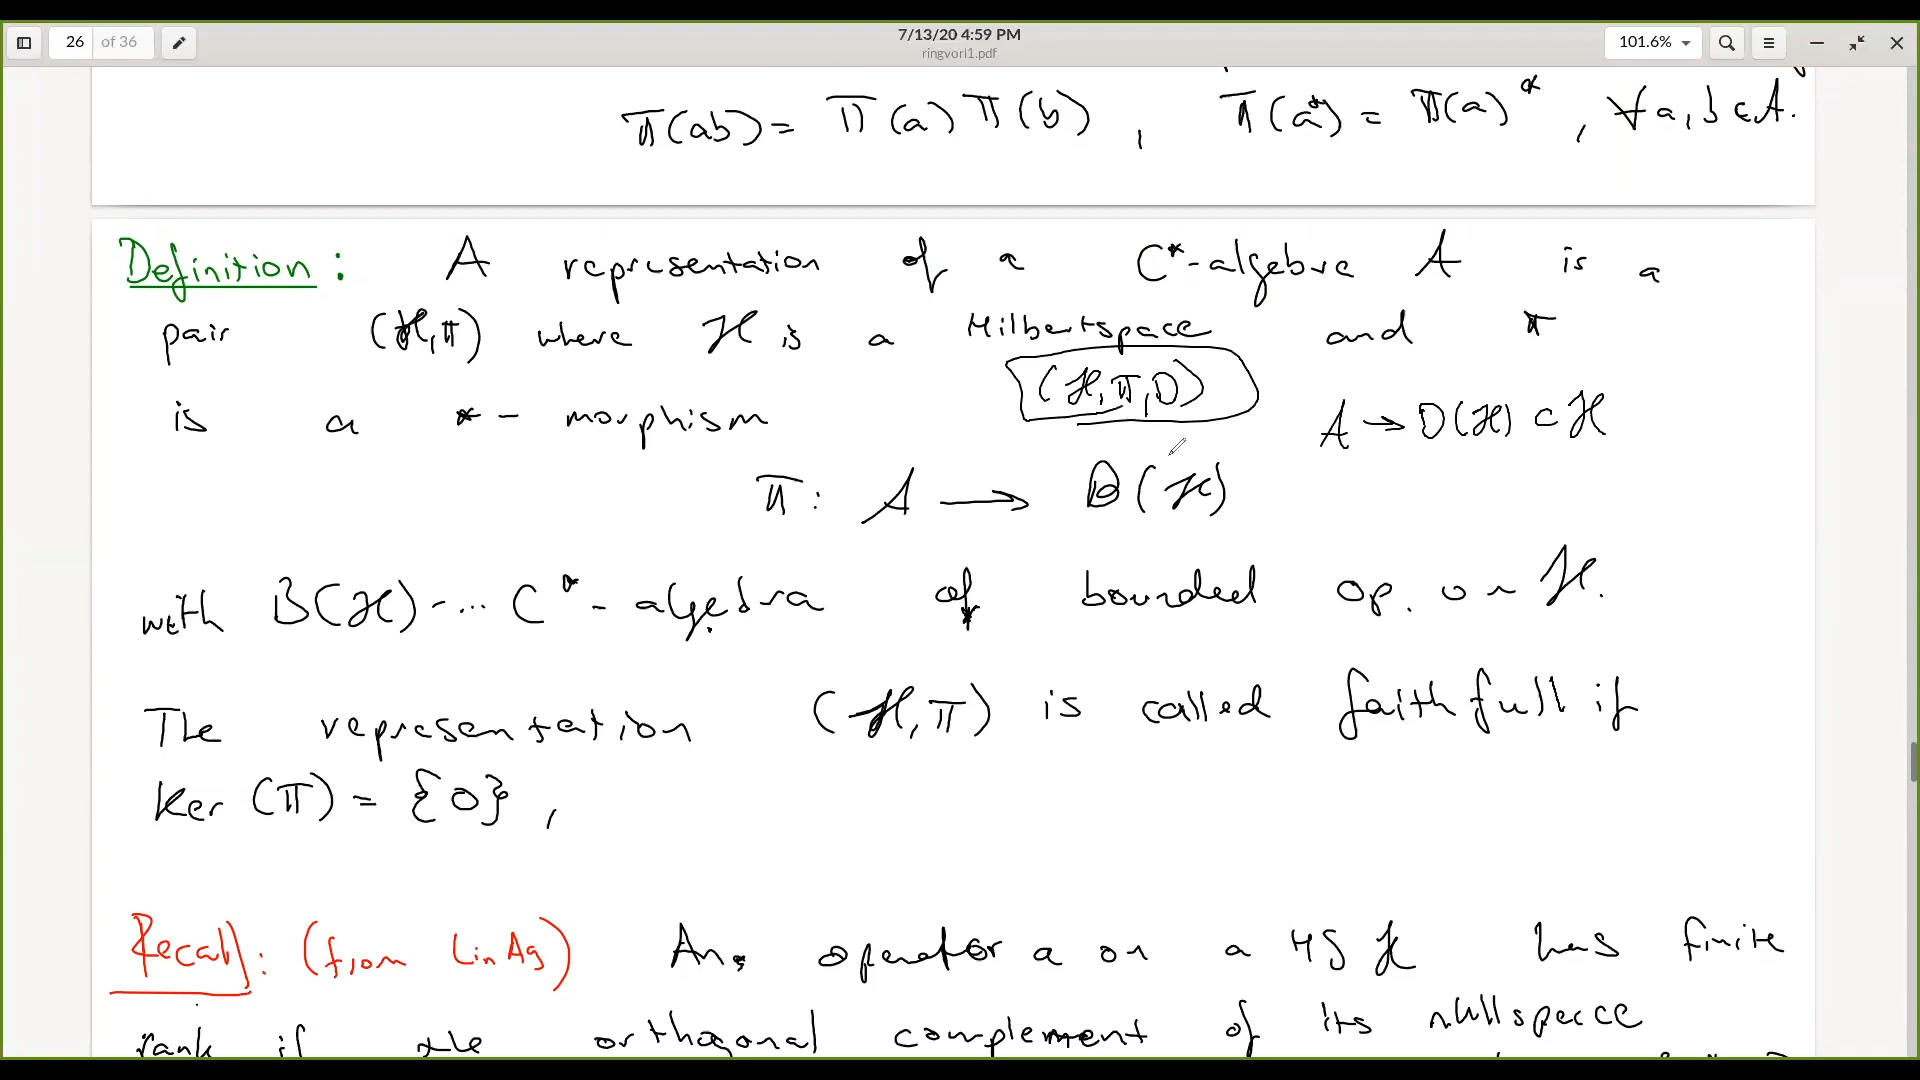 26 of 36
7/13/20 4:59 PM
ringvorl1.pdf
101.6%
π(ab) = π(a) π(b) , π(a*) = π(a)* , ∀ a, b ∈ A.
Definition: A representation of a C*-algebra A is a
pair (H, π) where H is a Hilbertspace and π
(H, π, D)
is a *-morphism
A → D(H) ⊂ H
π: A → B(H)
with B(H) -... C*-algebra of bounded op. on H.
The representation (H, π) is called faithfull if
Ker (π) = {0} ,
Recall: (from LinAg) An operator a on a HS H has finite
rank if the orthogonal complement of its nullspace